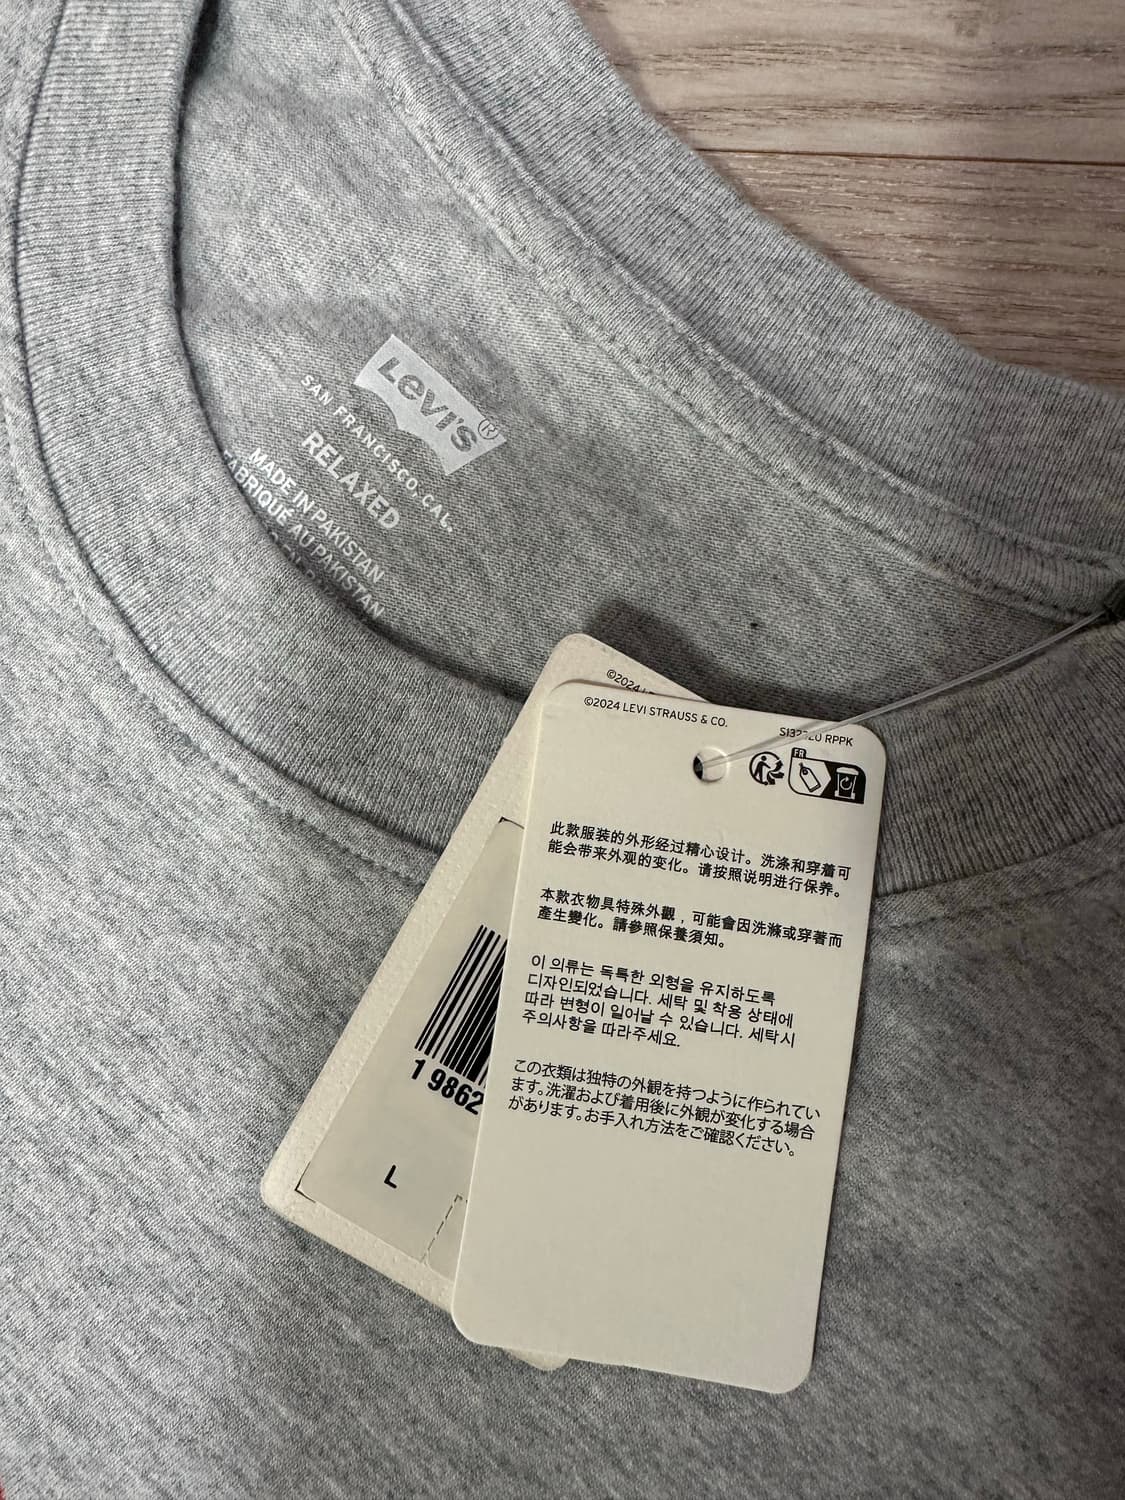 Levi's®
SAN FRANCISCO, CAL.
RELAXED
MADE IN PAKISTAN
FABRIQUÉ AU PAKISTAN
©2024
©2024 LEVI STRAUSS & CO.
RPPK
FR
此款服装的外形经过精心设计。洗涤和穿着可
能会带来外观的变化。请按照说明进行保养。
本款衣物具特殊外觀，可能會因洗滌或穿著而
產生變化。請參照保養須知。
이 의류는 독특한 외형을 유지하도록
디자인되었습니다. 세탁 및 착용 상태에
따라 변형이 일어날 수 있습니다. 세탁시
주의사항을 따라주세요.
この衣類は独特の外観を持つように作られてい
ます。洗濯および着用後に外観が変化する場合
があります。お手入れ方法をご確認ください。
1 9862
L